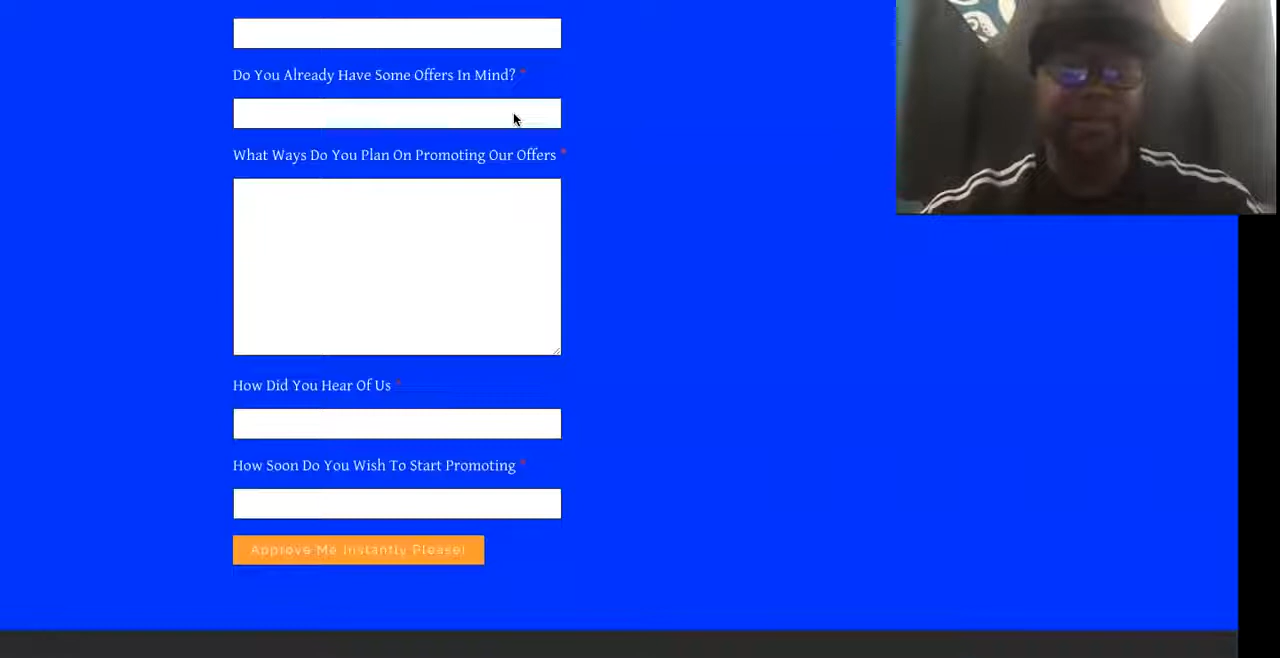 Do You Already Have Some Offers In Mind? *
What Ways Do You Plan On Promoting Our Offers *
How Did You Hear Of Us *
How Soon Do You Wish To Start Promoting *
Approve Me Instantly Please!